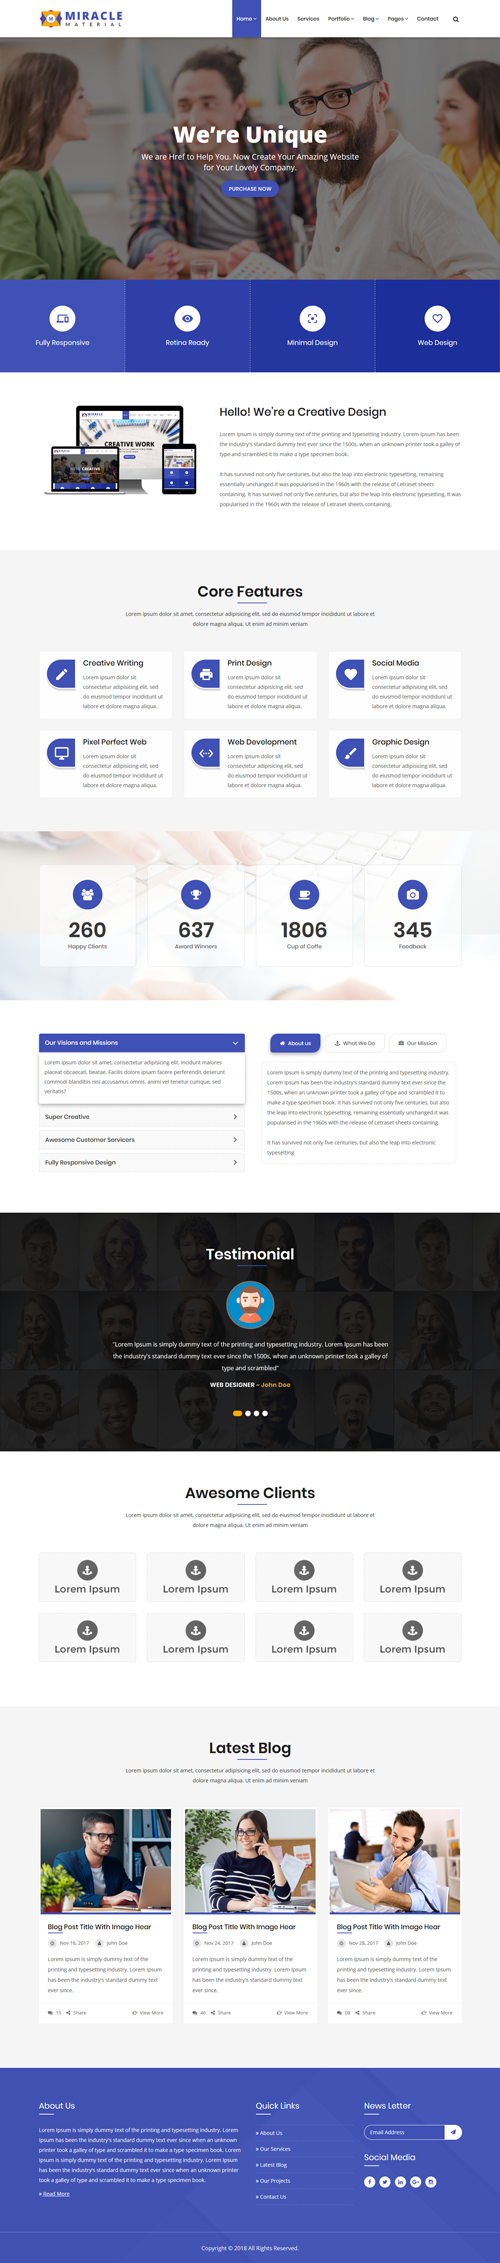 MIRACLE
MATERIAL
Home About Us Services Portfolio Blog Pages Contact
We're Unique
We are Href to Help You. Now Create Your Amazing Website
for Your Lovely Company.
PURCHASE NOW
Fully Responsive
Retina Ready
Minimal Design
Web Design
CREATIVE WORK
Hello! We're a Creative Design
Lorem Ipsum is simply dummy text of the printing and typesetting industry. Lorem Ipsum has been
the industry's standard dummy text ever since the 1500s, when an unknown printer took a galley of
type and scrambled it to make a type specimen book.
It has survived not only five centuries, but also the leap into electronic typesetting, remaining
essentially unchanged.it was popularised in the 1960s with the release of Letraset sheets
containing. It has survived not only five centuries, but also the leap into electronic typesetting. It was
popularised in the 1960s with the release of Letraset sheets containing.
Core Features
Lorem ipsum dolor sit amet, consectetur adipisicing elit, sed do eiusmod tempor incididunt ut labore et
dolore magna aliqua. Ut enim ad minim veniam
Creative Writing
Lorem ipsum dolor sit
consectetur adipisicing elit, sed
do eiusmod tempor incididunt ut
labore et dolore magna aliqua.
Print Design
Lorem ipsum dolor sit
consectetur adipisicing elit, sed
do eiusmod tempor incididunt ut
labore et dolore magna aliqua.
Social Media
Lorem ipsum dolor sit
consectetur adipisicing elit, sed
do eiusmod tempor incididunt ut
labore et dolore magna aliqua.
Pixel Perfect Web
Lorem ipsum dolor sit
consectetur adipisicing elit, sed
do eiusmod tempor incididunt ut
labore et dolore magna aliqua.
Web Development
Lorem ipsum dolor sit
consectetur adipisicing elit, sed
do eiusmod tempor incididunt ut
labore et dolore magna aliqua.
Graphic Design
Lorem ipsum dolor sit
consectetur adipisicing elit, sed
do eiusmod tempor incididunt ut
labore et dolore magna aliqua.
260
Happy Clients
637
Award Winners
1806
Cup of Coffe
345
Feedback
Our Visions and Missions
Lorem ipsum dolor sit amet, consectetur adipisicing elit. Incidunt maiores
placeat obcaecati, beatae. Facilis dolore ipsam facere perferendis deserunt
commodi blanditiis nisi accusamus omnis, animi vel tenetur cumque, sed
veritatis?
Super Creative
Awesome Customer Servicers
Fully Responsive Design
About us
What We Do
Our Mission
Lorem Ipsum is simply dummy text of the printing and typesetting industry.
Lorem Ipsum has been the industry's standard dummy text ever since the 1500s,
when an unknown printer took a galley of type and scrambled it to
make a type specimen book. It has survived not only five centuries, but also
the leap into electronic typesetting, remaining essentially unchanged.it was
popularised in the 1960s with the release of Letraset sheets containing.
It has survived not only five centuries, but also the leap into electronic
typesetting
Testimonial
"Lorem Ipsum is simply dummy text of the printing and typesetting industry. Lorem Ipsum has been
the industry's standard dummy text ever since the 1500s, when an unknown printer took a galley of
type and scrambled"
WEB DESIGNER – John Doe
Awesome Clients
Lorem ipsum dolor sit amet, consectetur adipisicing elit, sed do eiusmod tempor incididunt ut labore et
dolore magna aliqua. Ut enim ad minim veniam
Lorem Ipsum
Lorem Ipsum
Lorem Ipsum
Lorem Ipsum
Lorem Ipsum
Lorem Ipsum
Lorem Ipsum
Lorem Ipsum
Latest Blog
Lorem ipsum dolor sit amet, consectetur adipisicing elit, sed do eiusmod tempor incididunt ut labore et
dolore magna aliqua. Ut enim ad minim veniam
Blog Post Title With Image Hear
Nov 16, 2017 John Doe
Lorem Ipsum is simply dummy text of the
printing and typesetting industry. Lorem Ipsum
has been the industry's standard dummy text
ever since.
15 Share View More
Blog Post Title With Image Hear
Nov 24, 2017 John Doe
Lorem Ipsum is simply dummy text of the
printing and typesetting industry. Lorem Ipsum
has been the industry's standard dummy text
ever since.
46 Share View More
Blog Post Title With Image Hear
Nov 28, 2017 John Doe
Lorem Ipsum is simply dummy text of the
printing and typesetting industry. Lorem Ipsum
has been the industry's standard dummy text
ever since.
08 Share View More
About Us
Lorem Ipsum is simply dummy text of the printing and typesetting industry.
Lorem Ipsum has been the industry's standard dummy text
ever since the 1500s, when an unknown
printer took a galley of type and scrambled it to make a type specimen book.
Lorem Ipsum is simply dummy text of the printing and typesetting industry. Lorem Ipsum
has been the industry's standard dummy text ever since the 1500s, when an unknown
printer took a galley of type and scrambled it.
» Read More
Quick Links
» About Us
» Our Services
» Latest Blog
» Our Projects
» Contact Us
News Letter
Email Address
Social Media
Copyright © 2018 All Rights Reserved.